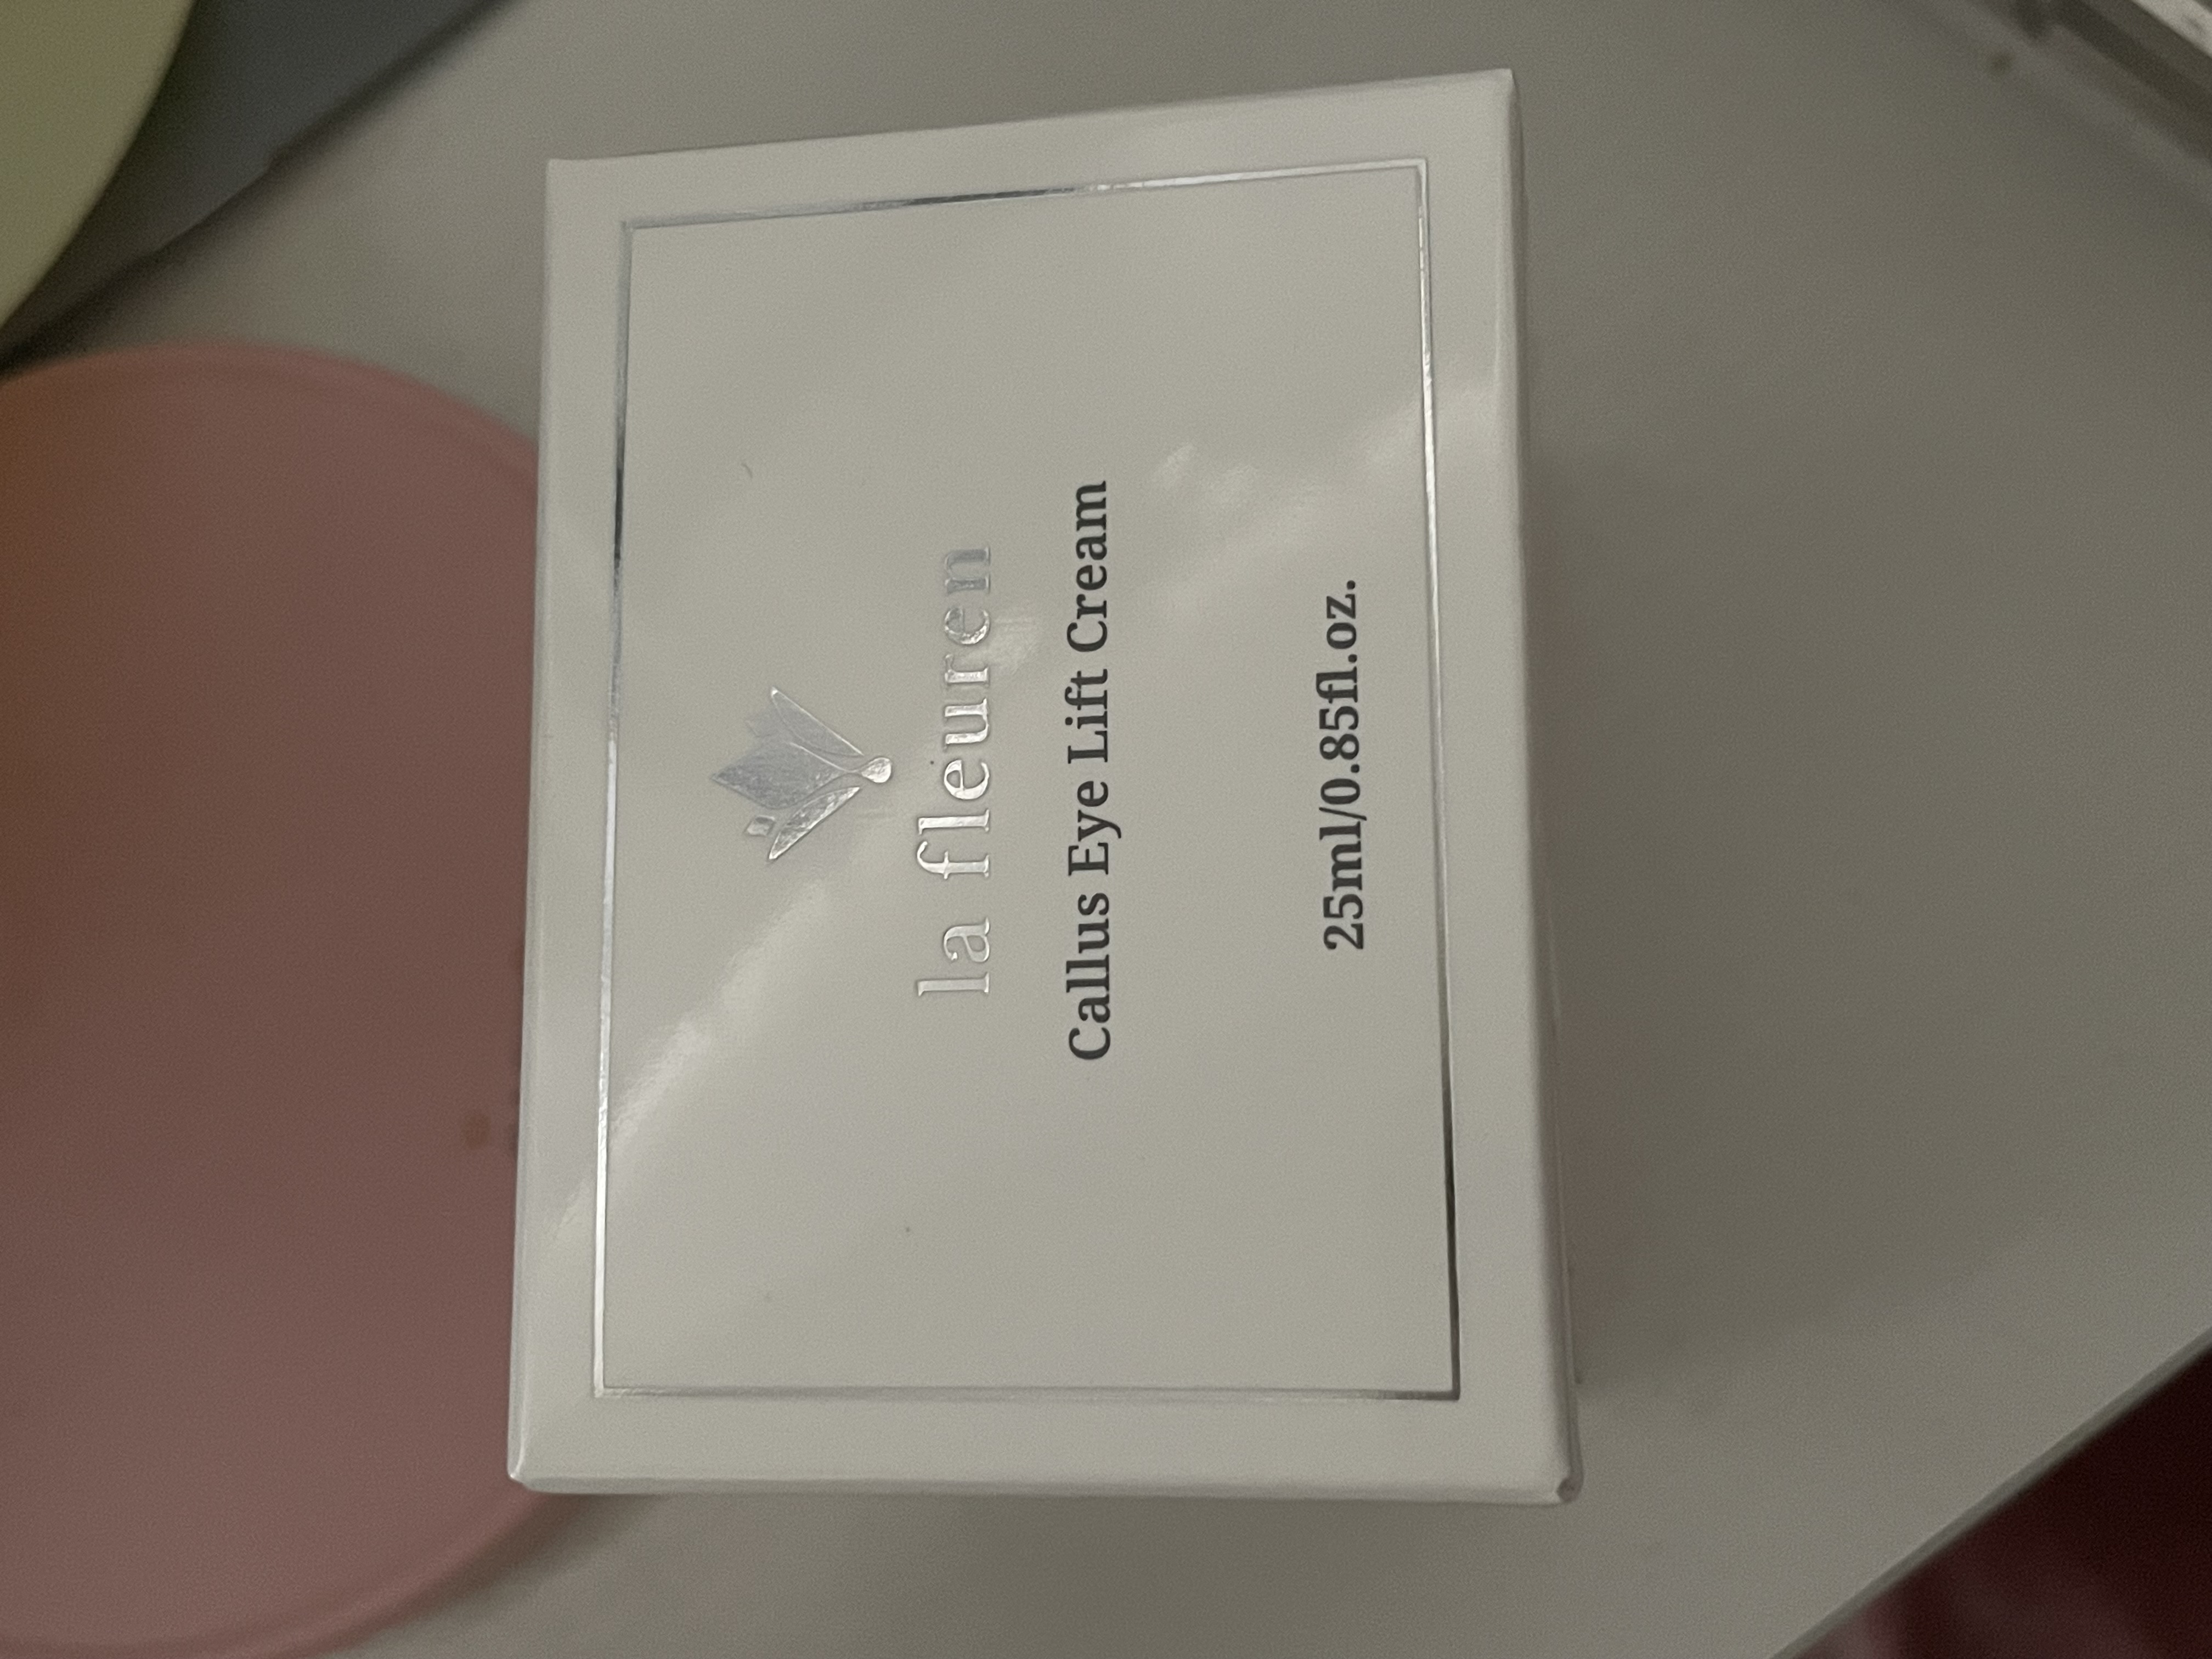 la fleuren
Callus Eye Lift Cream
25ml/0.85fl.oz.